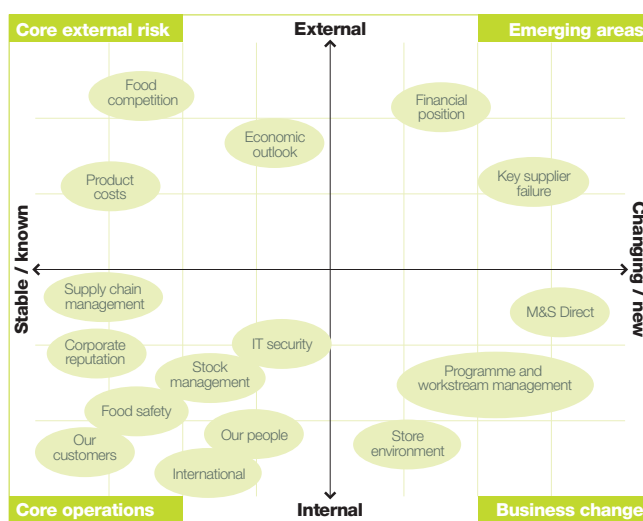 Core external risk
External
Emerging areas
Food
competition
Financial
position
Economic
outlook
Product
costs
Key supplier
failure
Stable / known
Changing / new
Supply chain
management
M&S Direct
Corporate
reputation
IT security
Stock
management
Programme and
workstream management
Food safety
Our
customers
Our people
Store
environment
International
Core operations
Internal
Business change